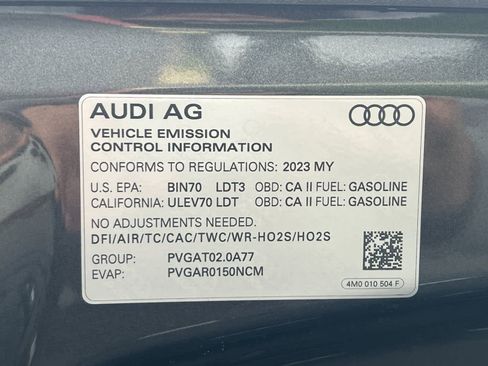 AUDI AG
VEHICLE EMISSION
CONTROL INFORMATION
CONFORMS TO REGULATIONS: 2023 MY
U.S. EPA: BIN70 LDT3 OBD: CA II FUEL: GASOLINE
CALIFORNIA: ULEV70 LDT OBD: CA II FUEL: GASOLINE
NO ADJUSTMENTS NEEDED.
DFI/AIR/TC/CAC/TWC/WR-HO2S/HO2S
GROUP: PVGAT02.0A77
EVAP: PVGAR0150NCM
4M0 010 504 F